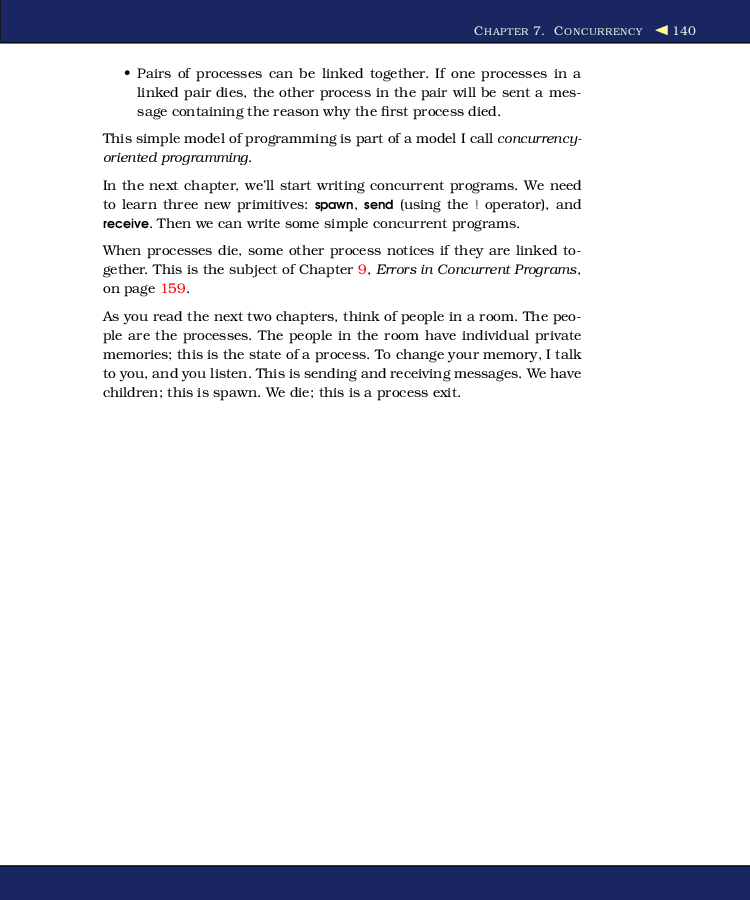 CHAPTER 7. CONCURRENCY ◀ 140
• Pairs of processes can be linked together. If one processes in a
linked pair dies, the other process in the pair will be sent a mes-
sage containing the reason why the first process died.
This simple model of programming is part of a model I call concurrency-
oriented programming.
In the next chapter, we’ll start writing concurrent programs. We need
to learn three new primitives: spawn, send (using the ! operator), and
receive. Then we can write some simple concurrent programs.
When processes die, some other process notices if they are linked to-
gether. This is the subject of Chapter 9, Errors in Concurrent Programs,
on page 159.
As you read the next two chapters, think of people in a room. The peo-
ple are the processes. The people in the room have individual private
memories; this is the state of a process. To change your memory, I talk
to you, and you listen. This is sending and receiving messages. We have
children; this is spawn. We die; this is a process exit.